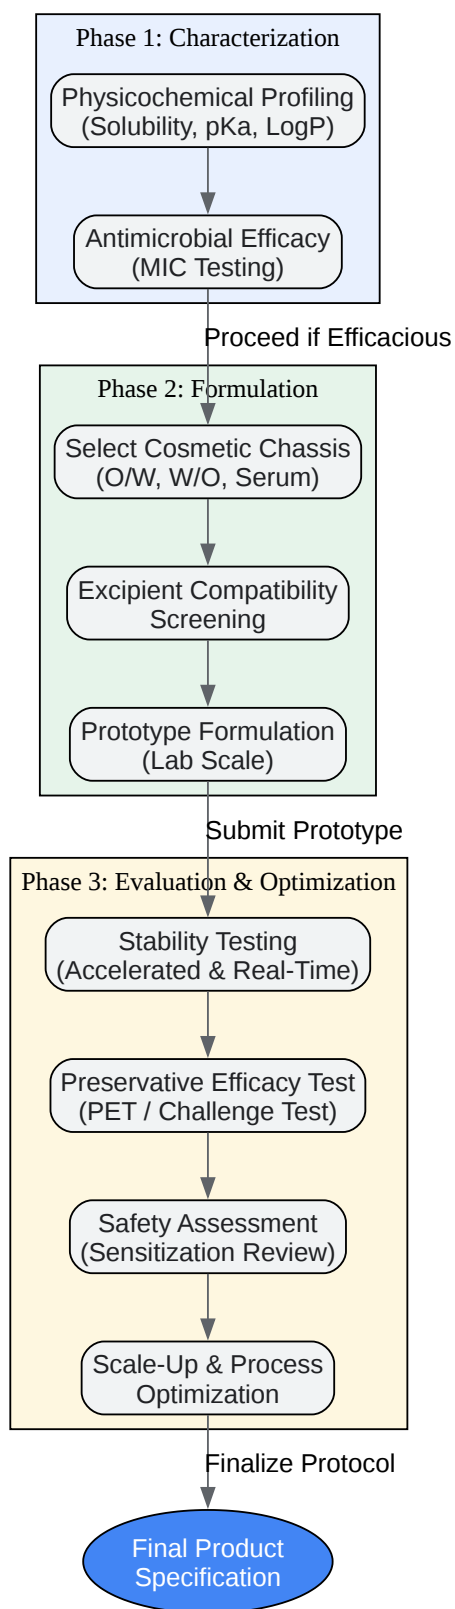 Phase 1: Characterization
Physicochemical Profiling
(Solubility, pKa, LogP)
Antimicrobial Efficacy
(MIC Testing)
Proceed if Efficacious
Phase 2: Formulation
Select Cosmetic Chassis
(O/W, W/O, Serum)
Excipient Compatibility
Screening
Prototype Formulation
(Lab Scale)
Submit Prototype
Phase 3: Evaluation & Optimization
Stability Testing
(Accelerated & Real-Time)
Preservative Efficacy Test
(PET / Challenge Test)
Safety Assessment
(Sensitization Review)
Scale-Up & Process
Optimization
Finalize Protocol
Final Product
Specification